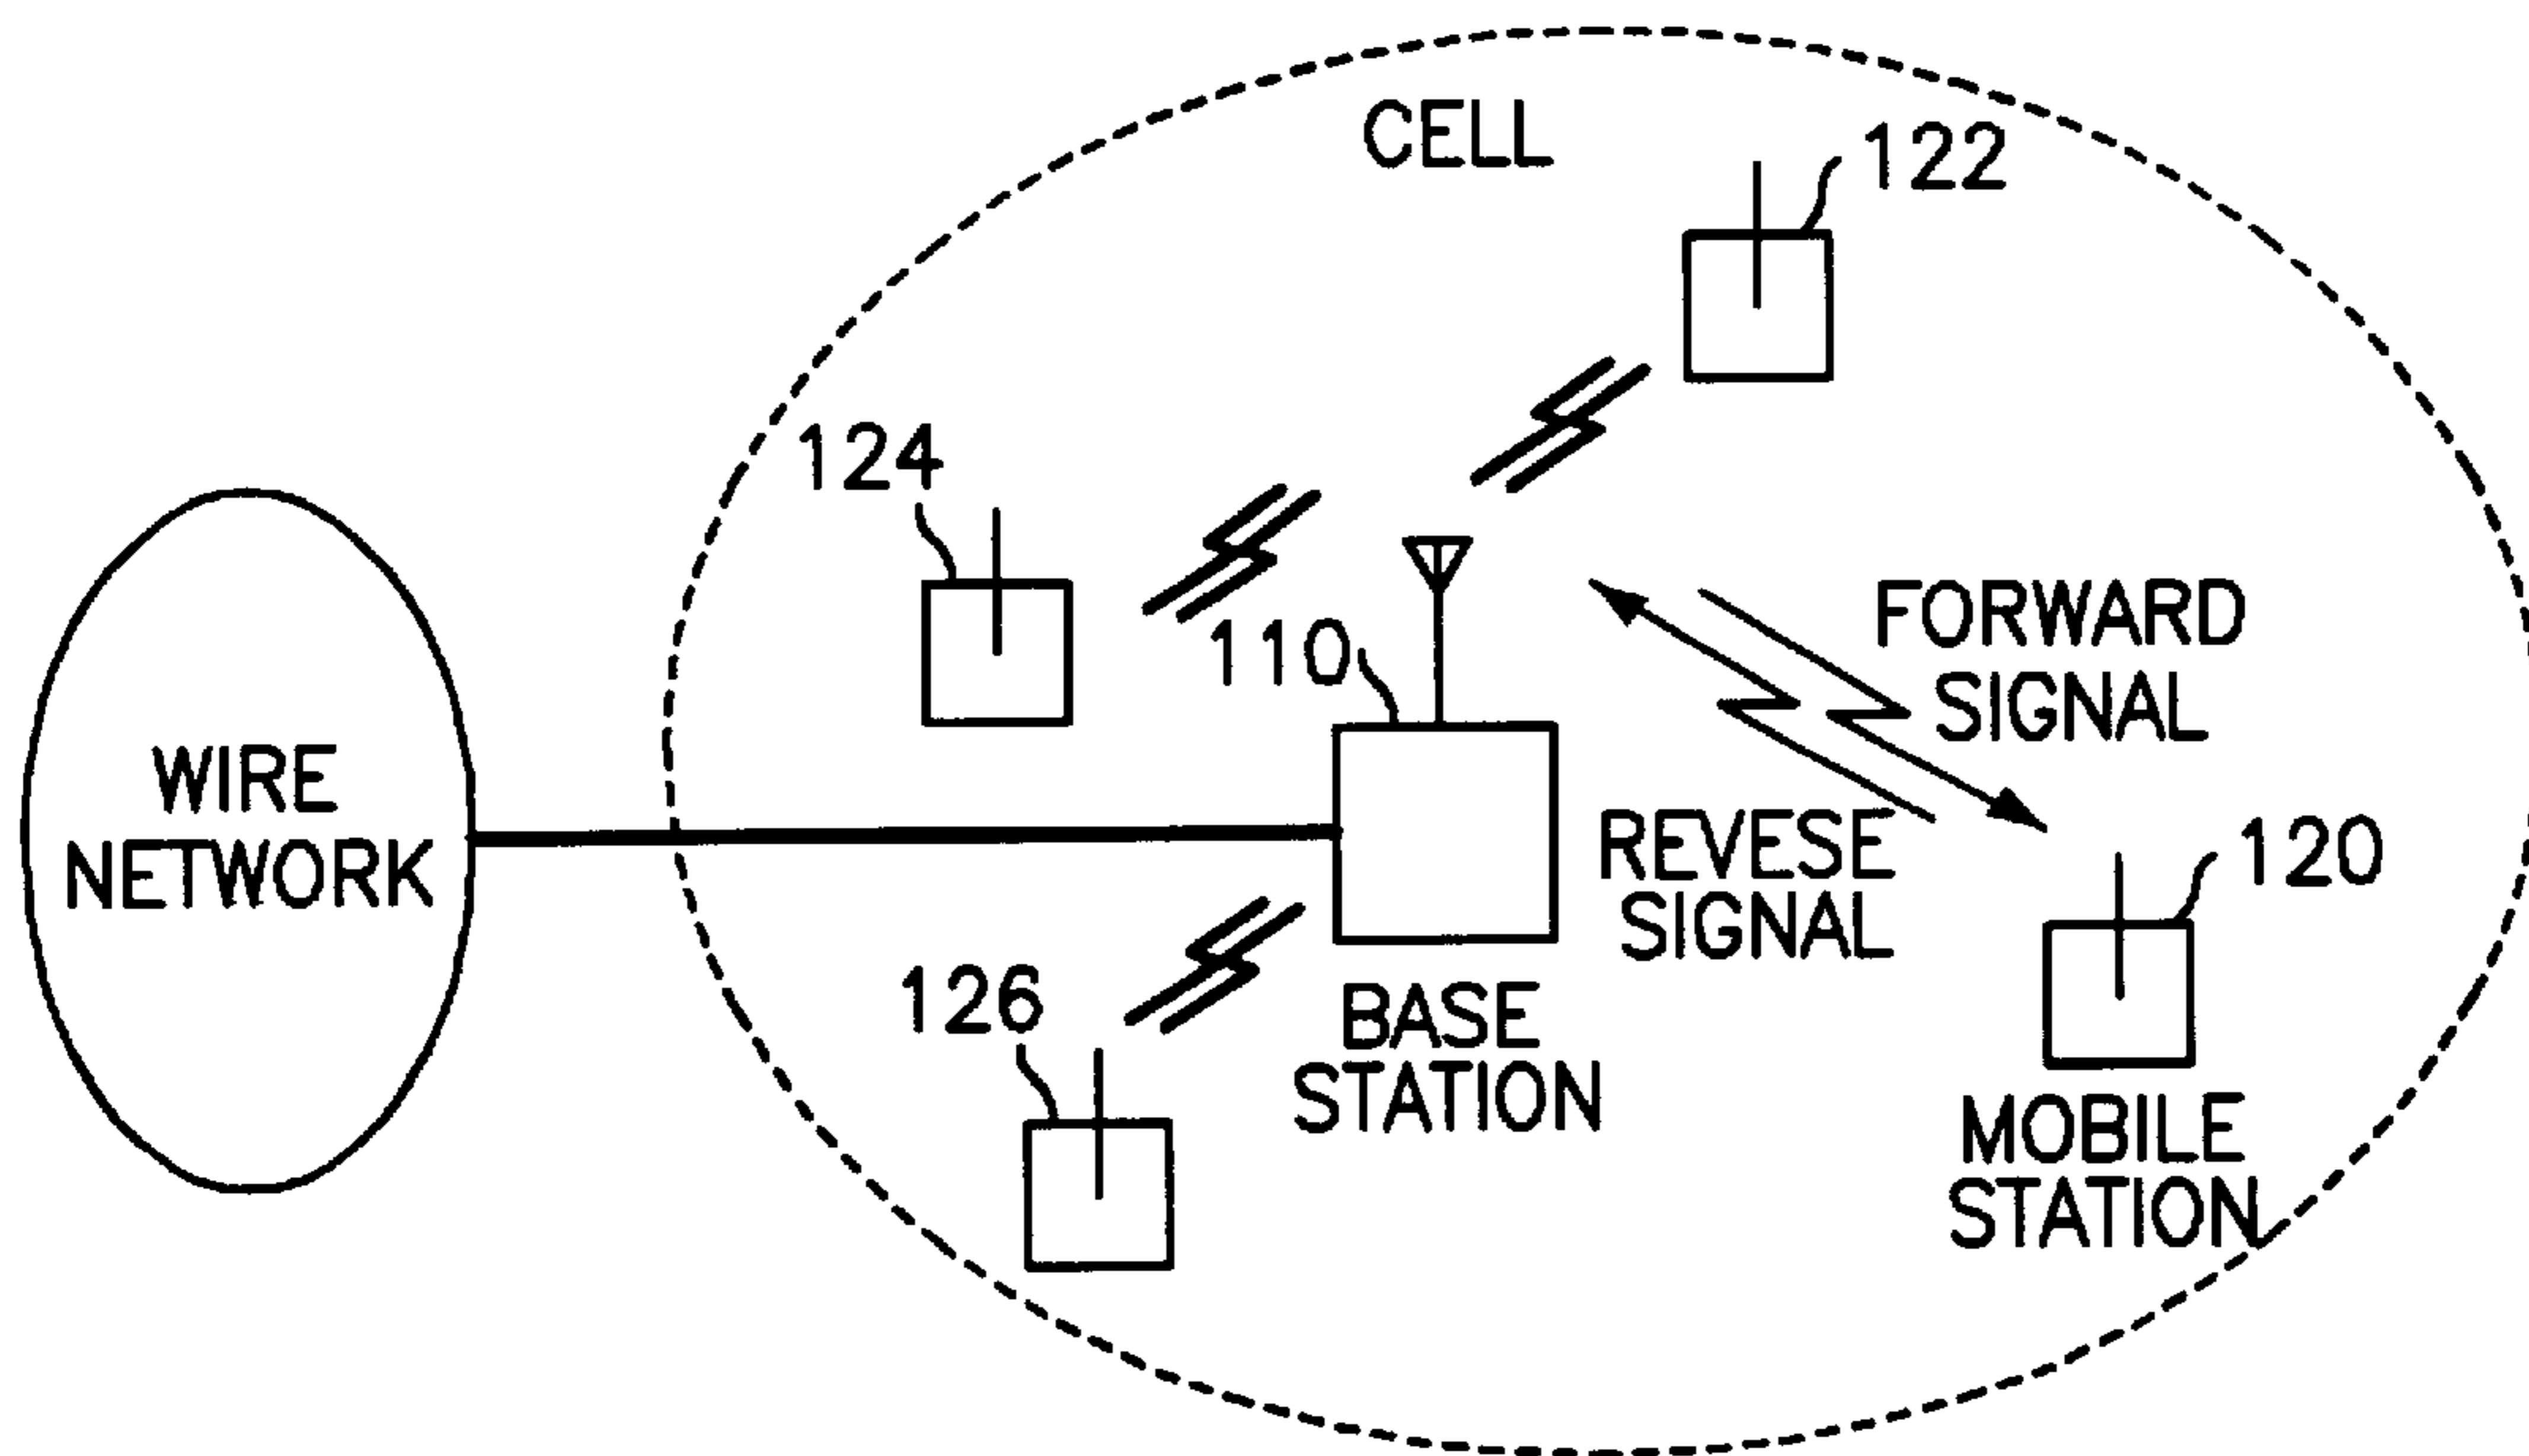 CELL
122
124
110
FORWARD
SIGNAL
WIRE
NETWORK
REVESE
SIGNAL
120
126
BASE
STATION
MOBILE
STATION